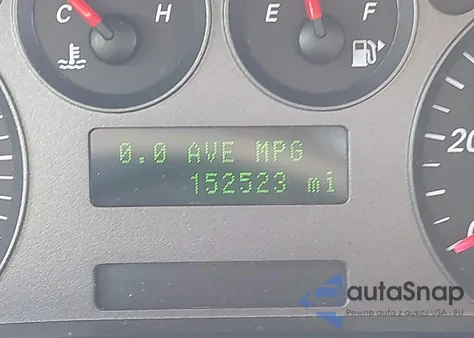 C H E F
20
0.0 AVE MPG
152523 mi
autaSnap
Pewne auta z aukcji USA i EU